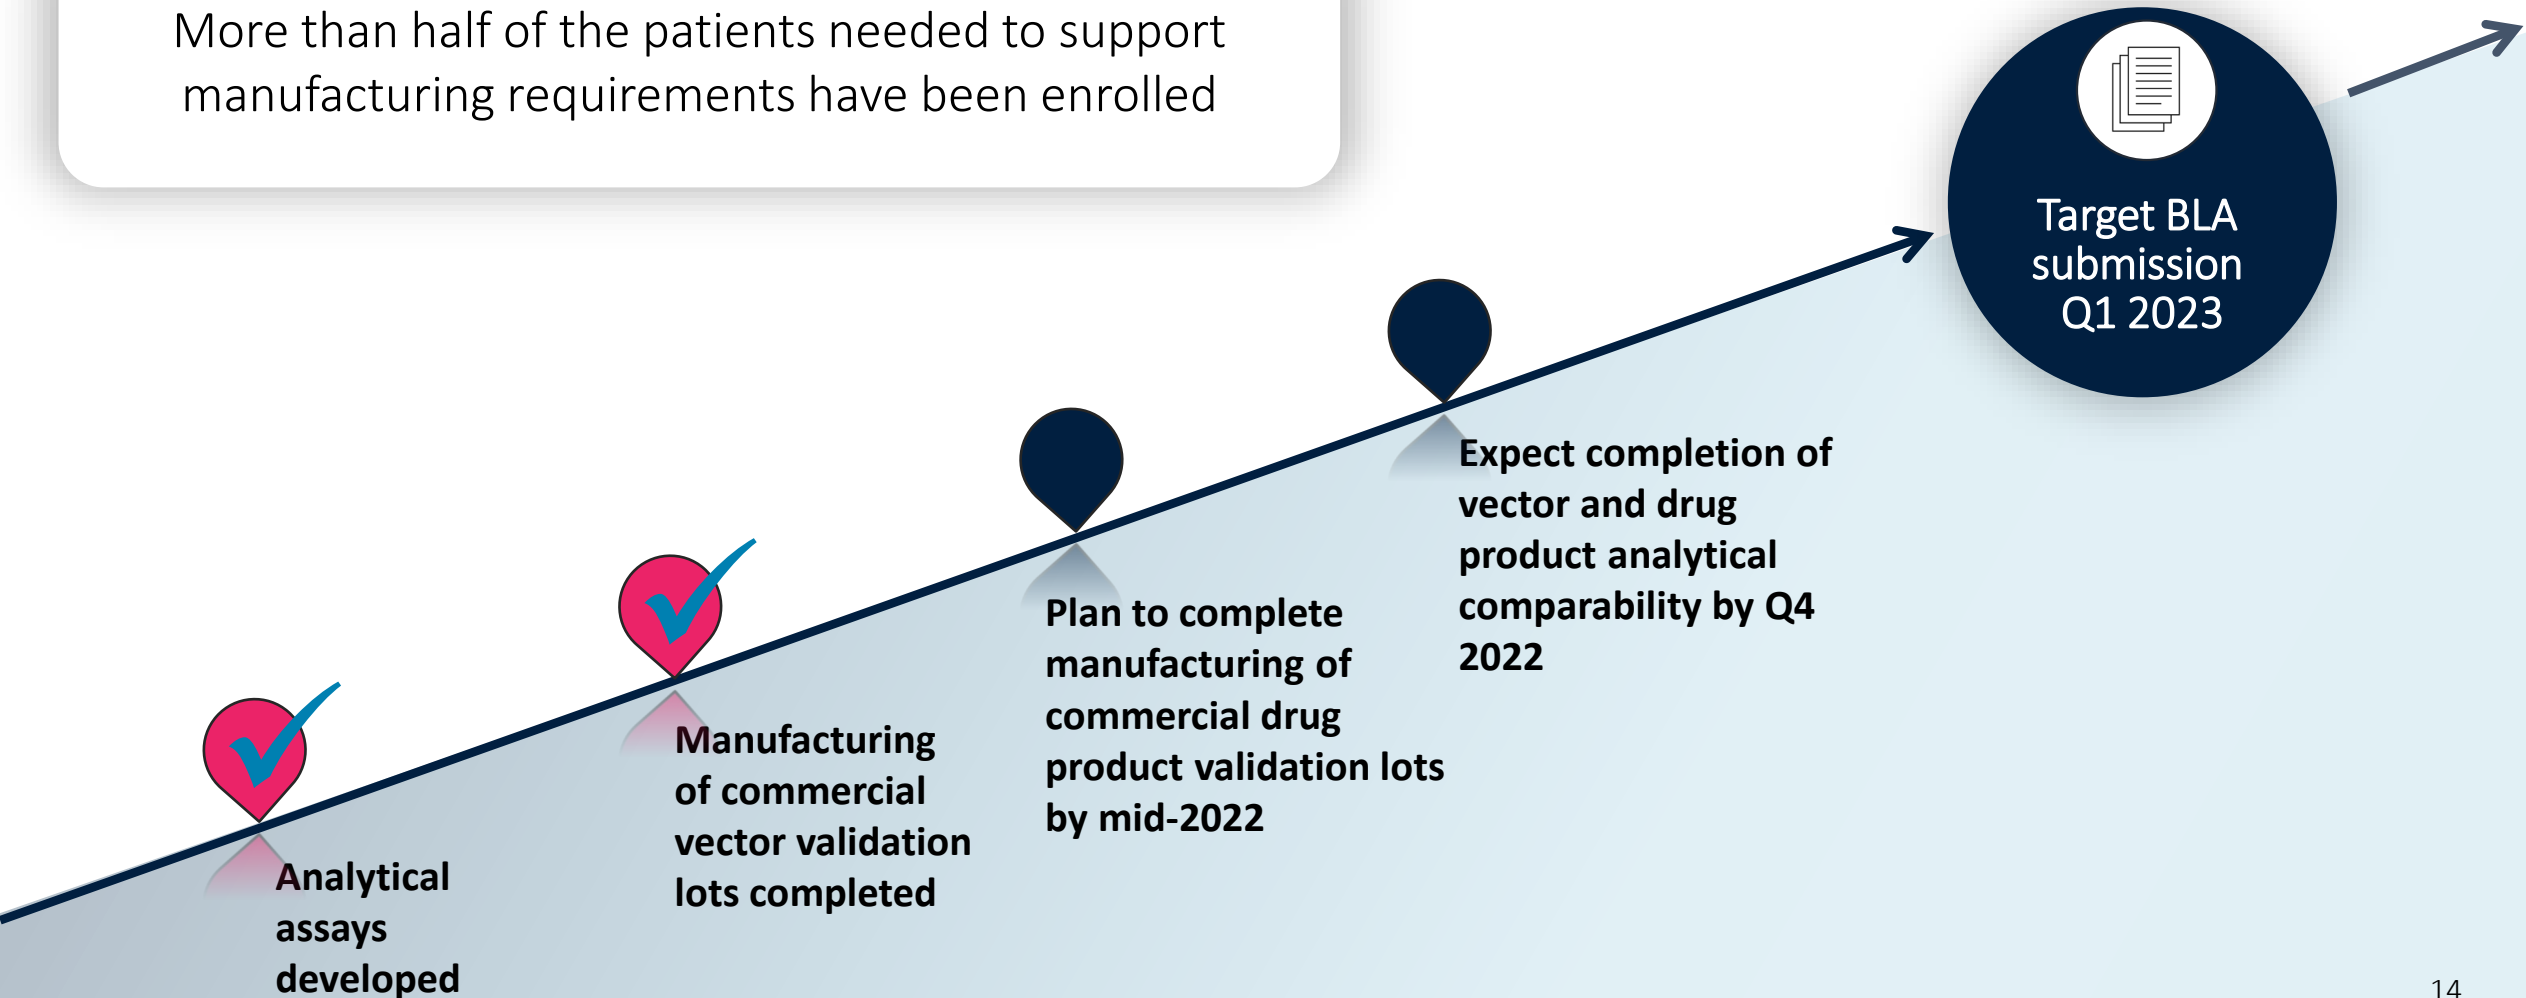 More than half of the patients needed to support
manufacturing requirements have been enrolled
Target BLA
submission
Q1 2023
Expect completion of
vector and drug
product analytical
comparability by Q4
2022
Plan to complete
manufacturing of
commercial drug
product validation lots
by mid-2022
Manufacturing
of commercial
vector validation
lots completed
Analytical
assays
developed
14